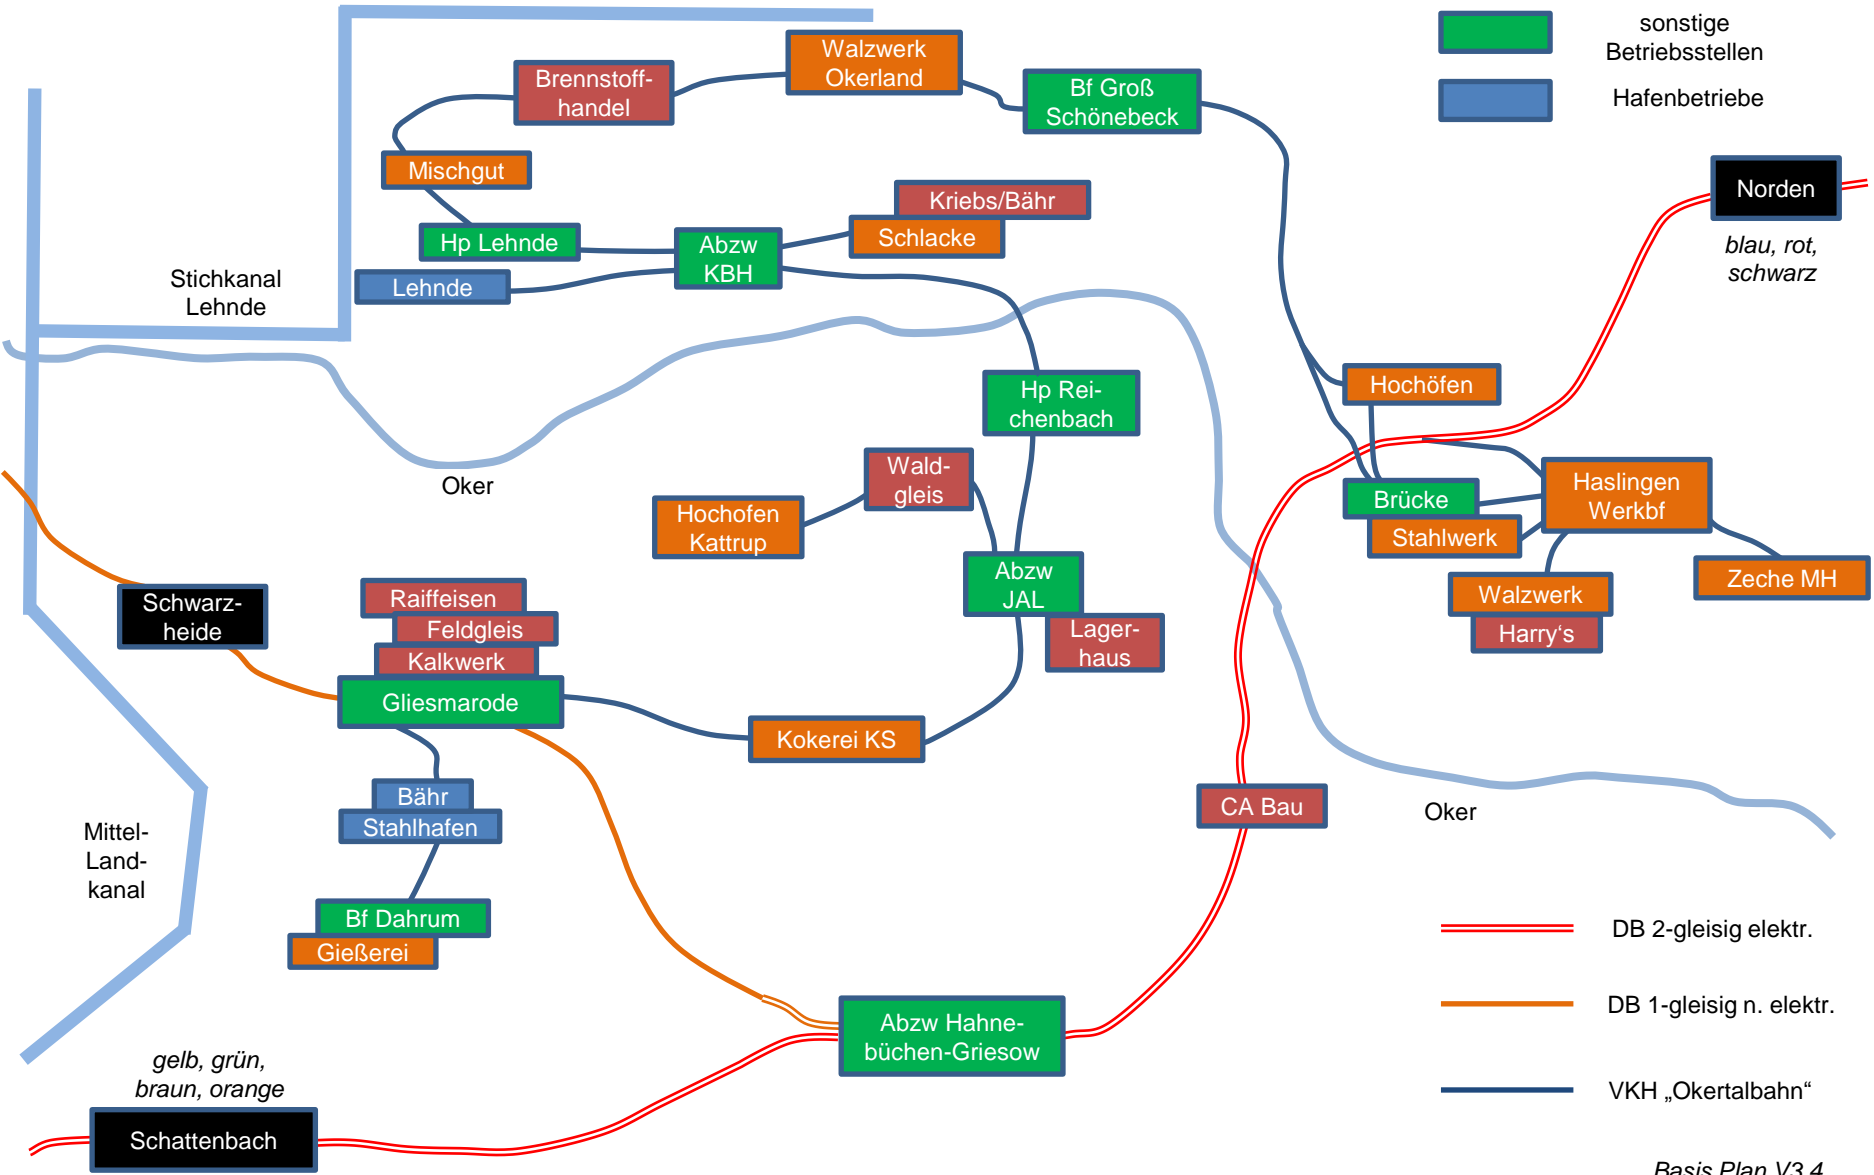 sonstige
Betriebsstellen
Hafenbetriebe
Walzwerk
Okerland
Brennstoff-
handel
Bf Groß
Schönebeck
Mischgut
Norden
blau, rot,
schwarz
Kriebs/Bähr
Schlacke
Hp Lehnde
Abzw
KBH
Lehnde
Stichkanal
Lehnde
Hp Rei-
chenbach
Hochöfen
Oker
Wald-
gleis
Hochofen
Kattrup
Brücke
Stahlwerk
Haslingen
Werkbf
Zeche MH
Walzwerk
Harry‘s
Abzw
JAL
Lager-
haus
Schwarz-
heide
Raiffeisen
Feldgleis
Kalkwerk
Gliesmarode
Kokerei KS
Bähr
Stahlhafen
CA Bau
Oker
Mittel-
Land-
kanal
Bf Dahrum
Gießerei
DB 2-gleisig elektr.
DB 1-gleisig n. elektr.
Abzw Hahne-
büchen-Griesow
gelb, grün,
braun, orange
Schattenbach
VKH „Okertalbahn“
Basis Plan V3.4